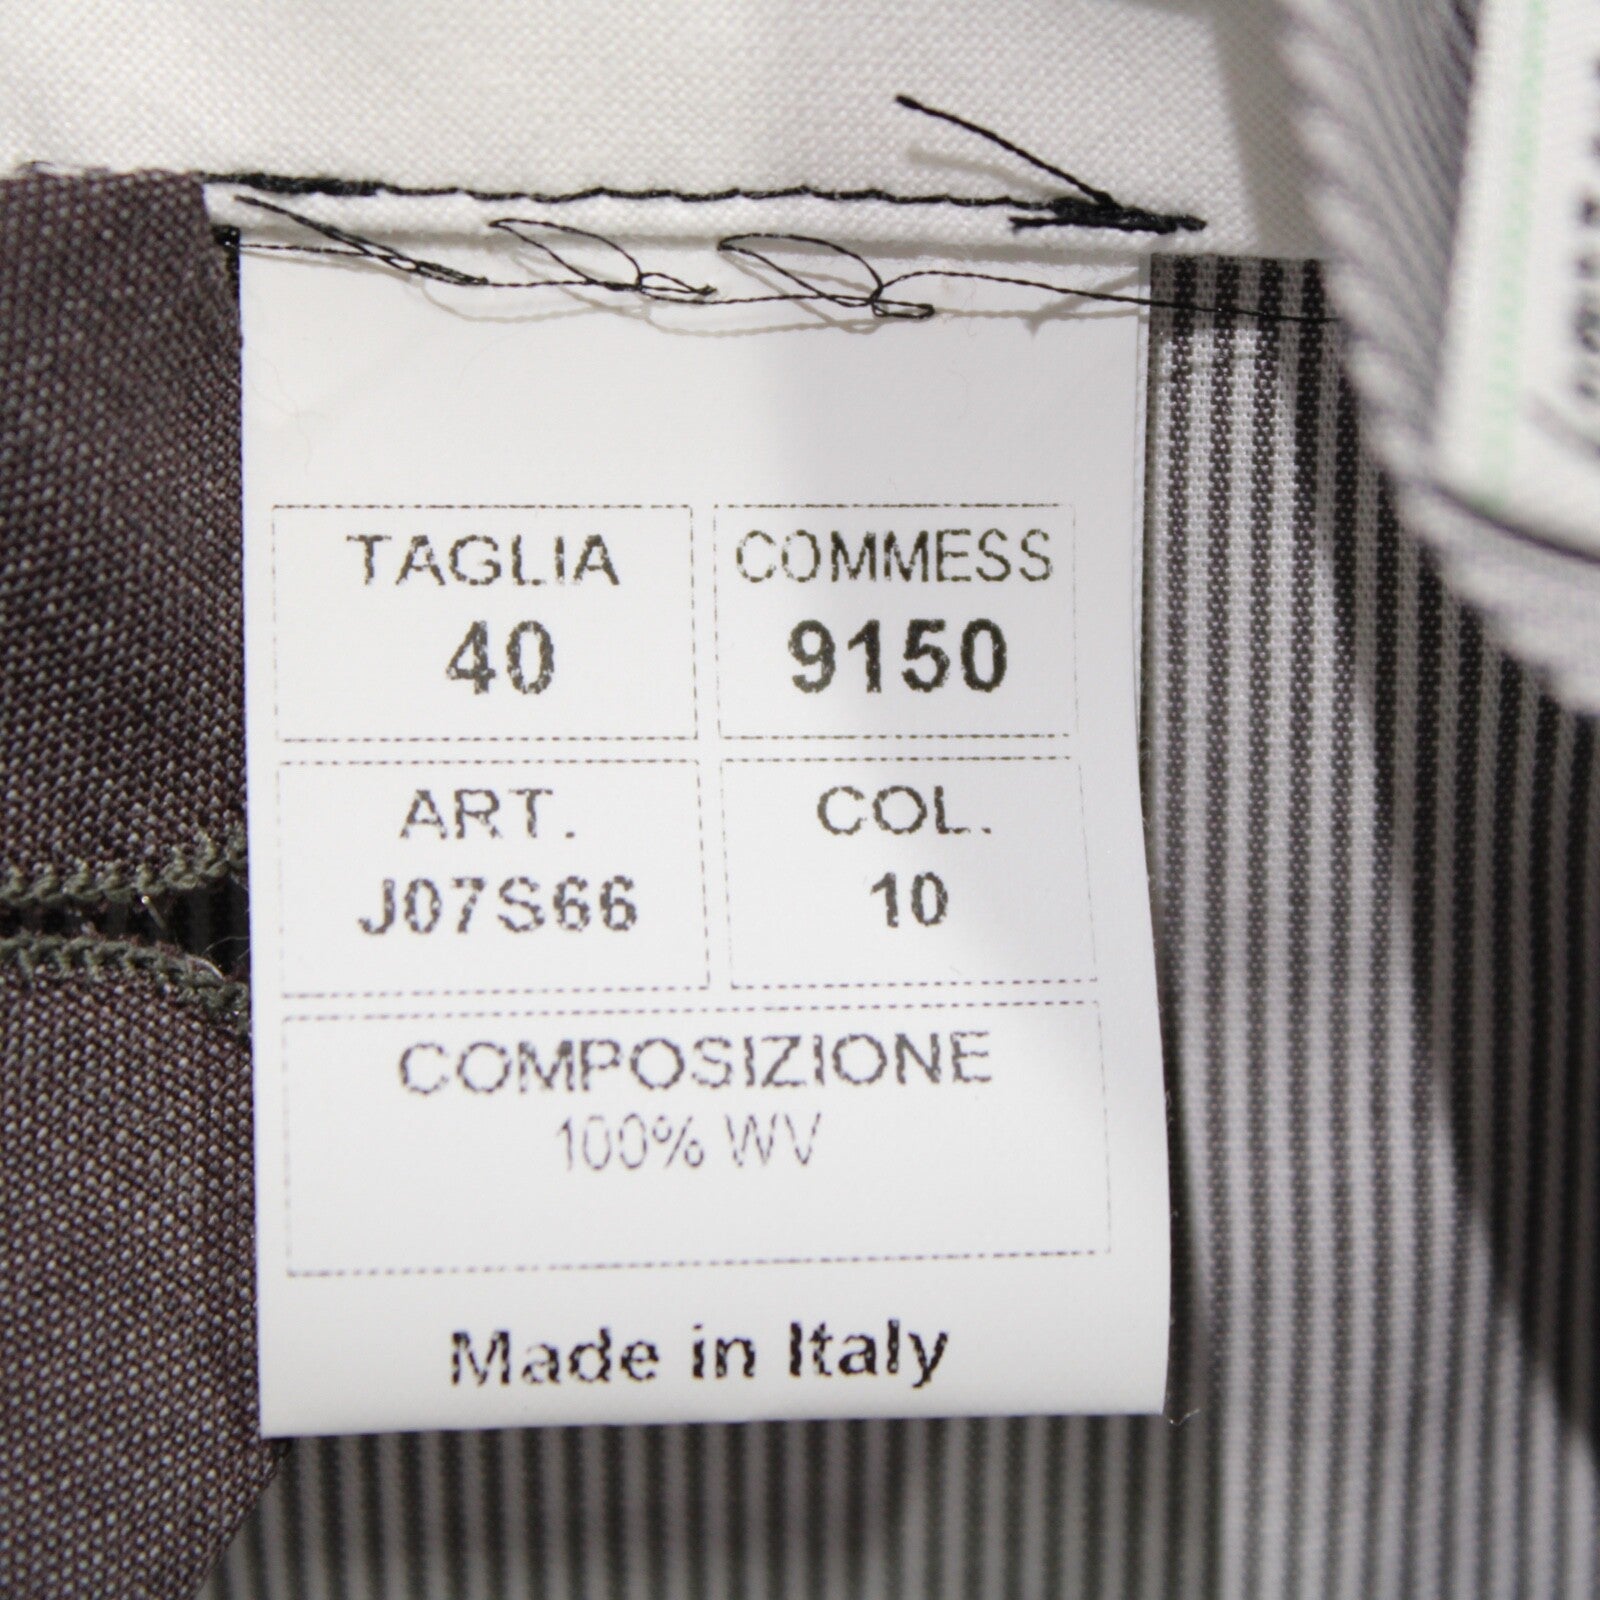 TAGLIA
40
COMMESS
9150
ART.
J07S66
COL.
10
COMPOSIZIONE
100% WV
Made in Italy